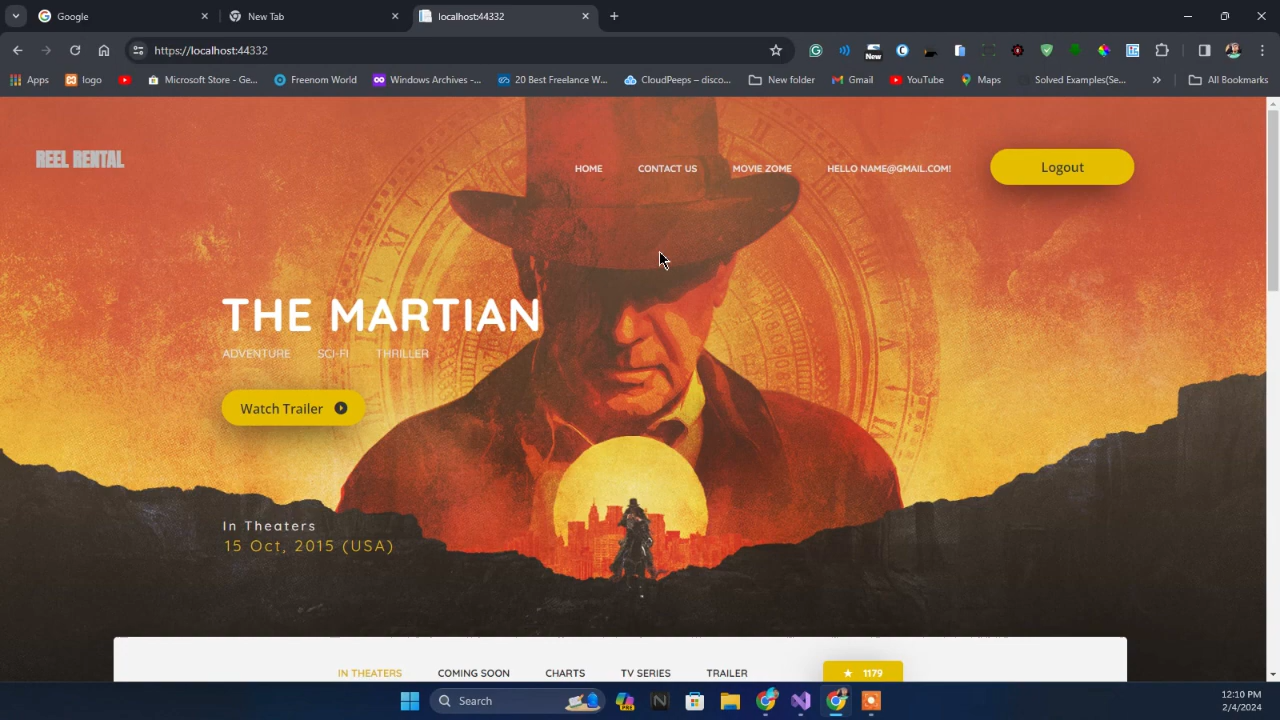 Google
New Tab
localhost:44332
https://localhost:44332
New
Apps
logo
Microsoft Store - Ge...
Freenom World
Windows Archives -...
20 Best Freelance W...
CloudPeeps – disco...
New folder
Gmail
YouTube
Maps
Solved Examples(Se...
All Bookmarks
REEL RENTAL
HOME
CONTACT US
MOVIE ZOME
HELLO NAME@GMAIL.COM!
Logout
THE MARTIAN
ADVENTURE SCI-FI THRILLER
Watch Trailer
In Theaters
15 Oct, 2015 (USA)
IN THEATERS
COMING SOON
CHARTS
TV SERIES
TRAILER
1179
Search
PRE
12:10 PM
2/4/2024